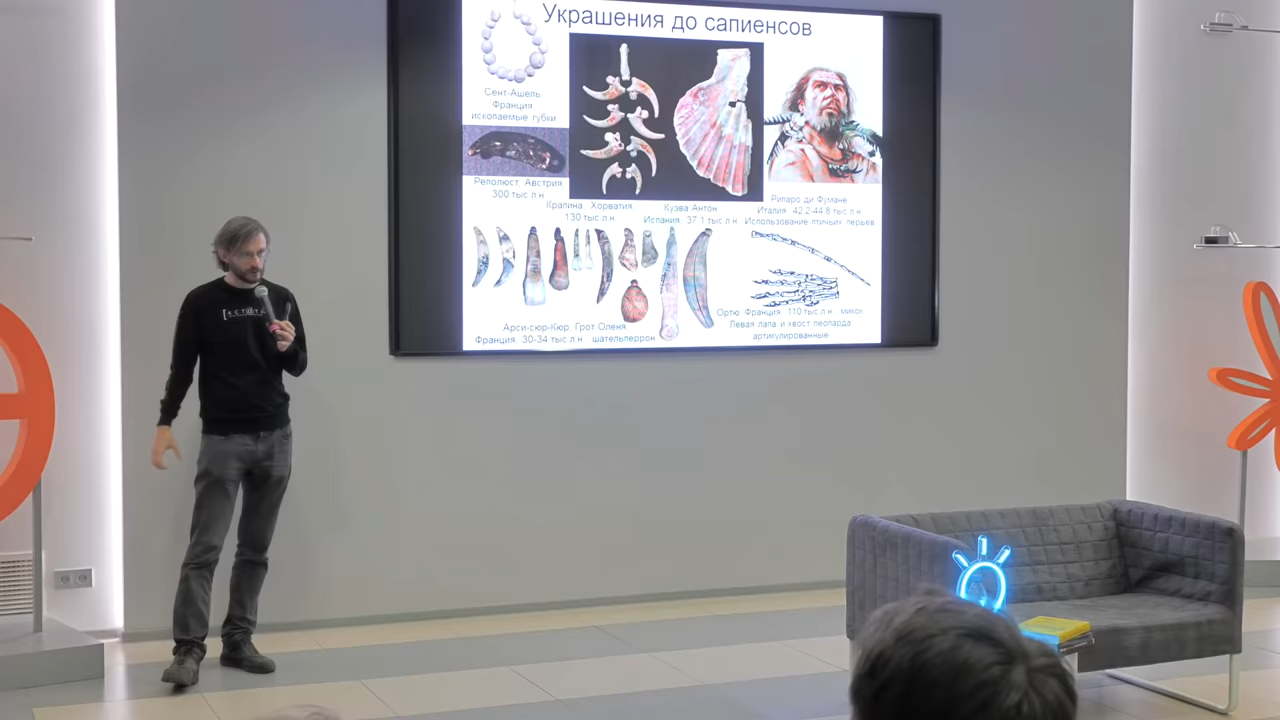 Украшения до сапиенсов
Сент-Ашель
Франция
ископаемые губки
Реполюст, Австрия
300 тыс.л.н.
Крапина, Хорватия
130 тыс.л.н.
Куэва Антон
Испания, 37.1 тыс.л.н.
Рипаро ди Фумане
Италия, 42.2-44.8 тыс.л.н.
Использование птичьих перьев
Арси-сюр-Кюр, Грот Оленя
Франция, 30-34 тыс.л.н. шательперрон
Ортю, Франция, 110 тыс.л.н. микок
Левая лапа и хвост леопарда
артикулированные